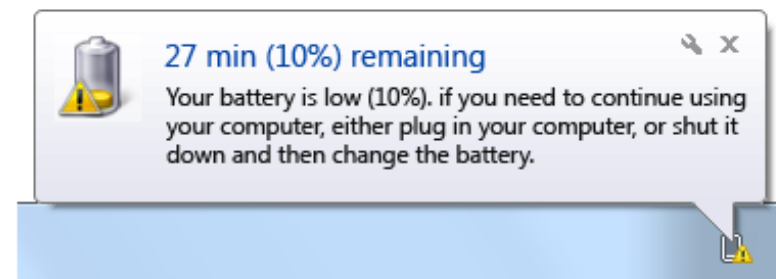 27 min (10%) remaining
Your battery is low (10%). if you need to continue using
your computer, either plug in your computer, or shut it
down and then change the battery.